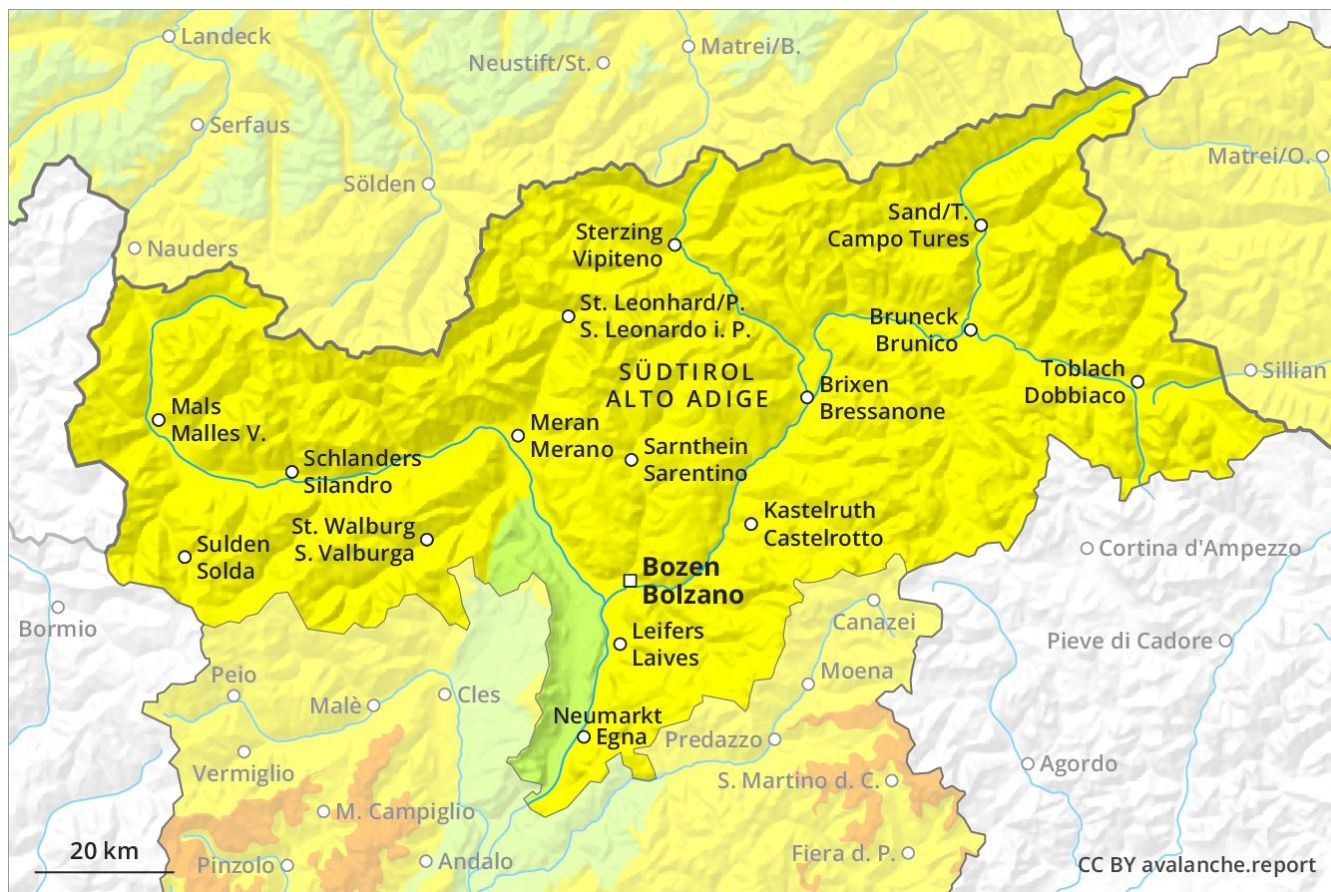 Landeck
Matrei/B.
Neustift/St.
Serfaus
Matrei/O.
Sölden
Sand/T.
Campo Tures
Sterzing
Vipiteno
Nauders
St. Leonhard/P.
S. Leonardo i. P.
Bruneck
Brunico
SÜDTIROL
ALTO ADIGE
Toblach
Dobbiaco
Sillian
Brixen
Bressanone
Mals
Malles V.
Meran
Merano
Sarnthein
Sarentino
Schlanders
Silandro
Kastelruth
Castelrotto
St. Walburg
S. Valburga
Sulden
Solda
Cortina d'Ampezzo
Bozen
Bolzano
Bormio
Canazei
Leifers
Laives
Pieve di Cadore
Peio
Moena
Malè
Cles
Neumarkt
Egna
Predazzo
Vermiglio
Agordo
S. Martino d. C.
M. Campiglio
20 km
Pinzolo
Andalo
Fiera d. P.
CC BY avalanche.report